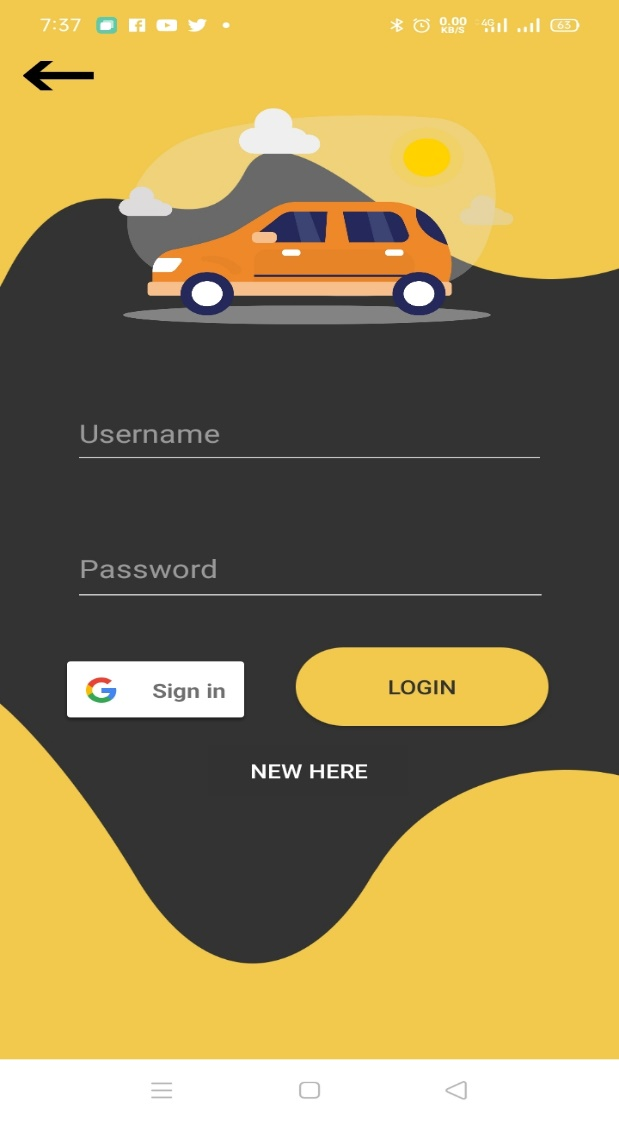 7:37 0.00 KB/S 4G 63
Username
Password
Sign in LOGIN
NEW HERE